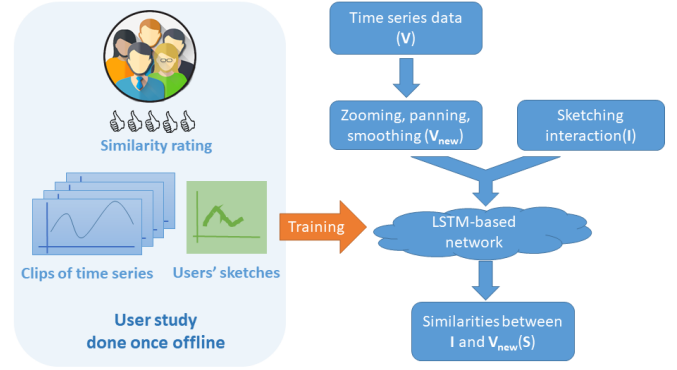 Similarity rating
Clips of time series
Users' sketches
User study
done once offline
Training
Time series data
(V)
Zooming, panning,
smoothing (Vnew)
Sketching
interaction(I)
LSTM-based
network
Similarities between
I and Vnew(S)